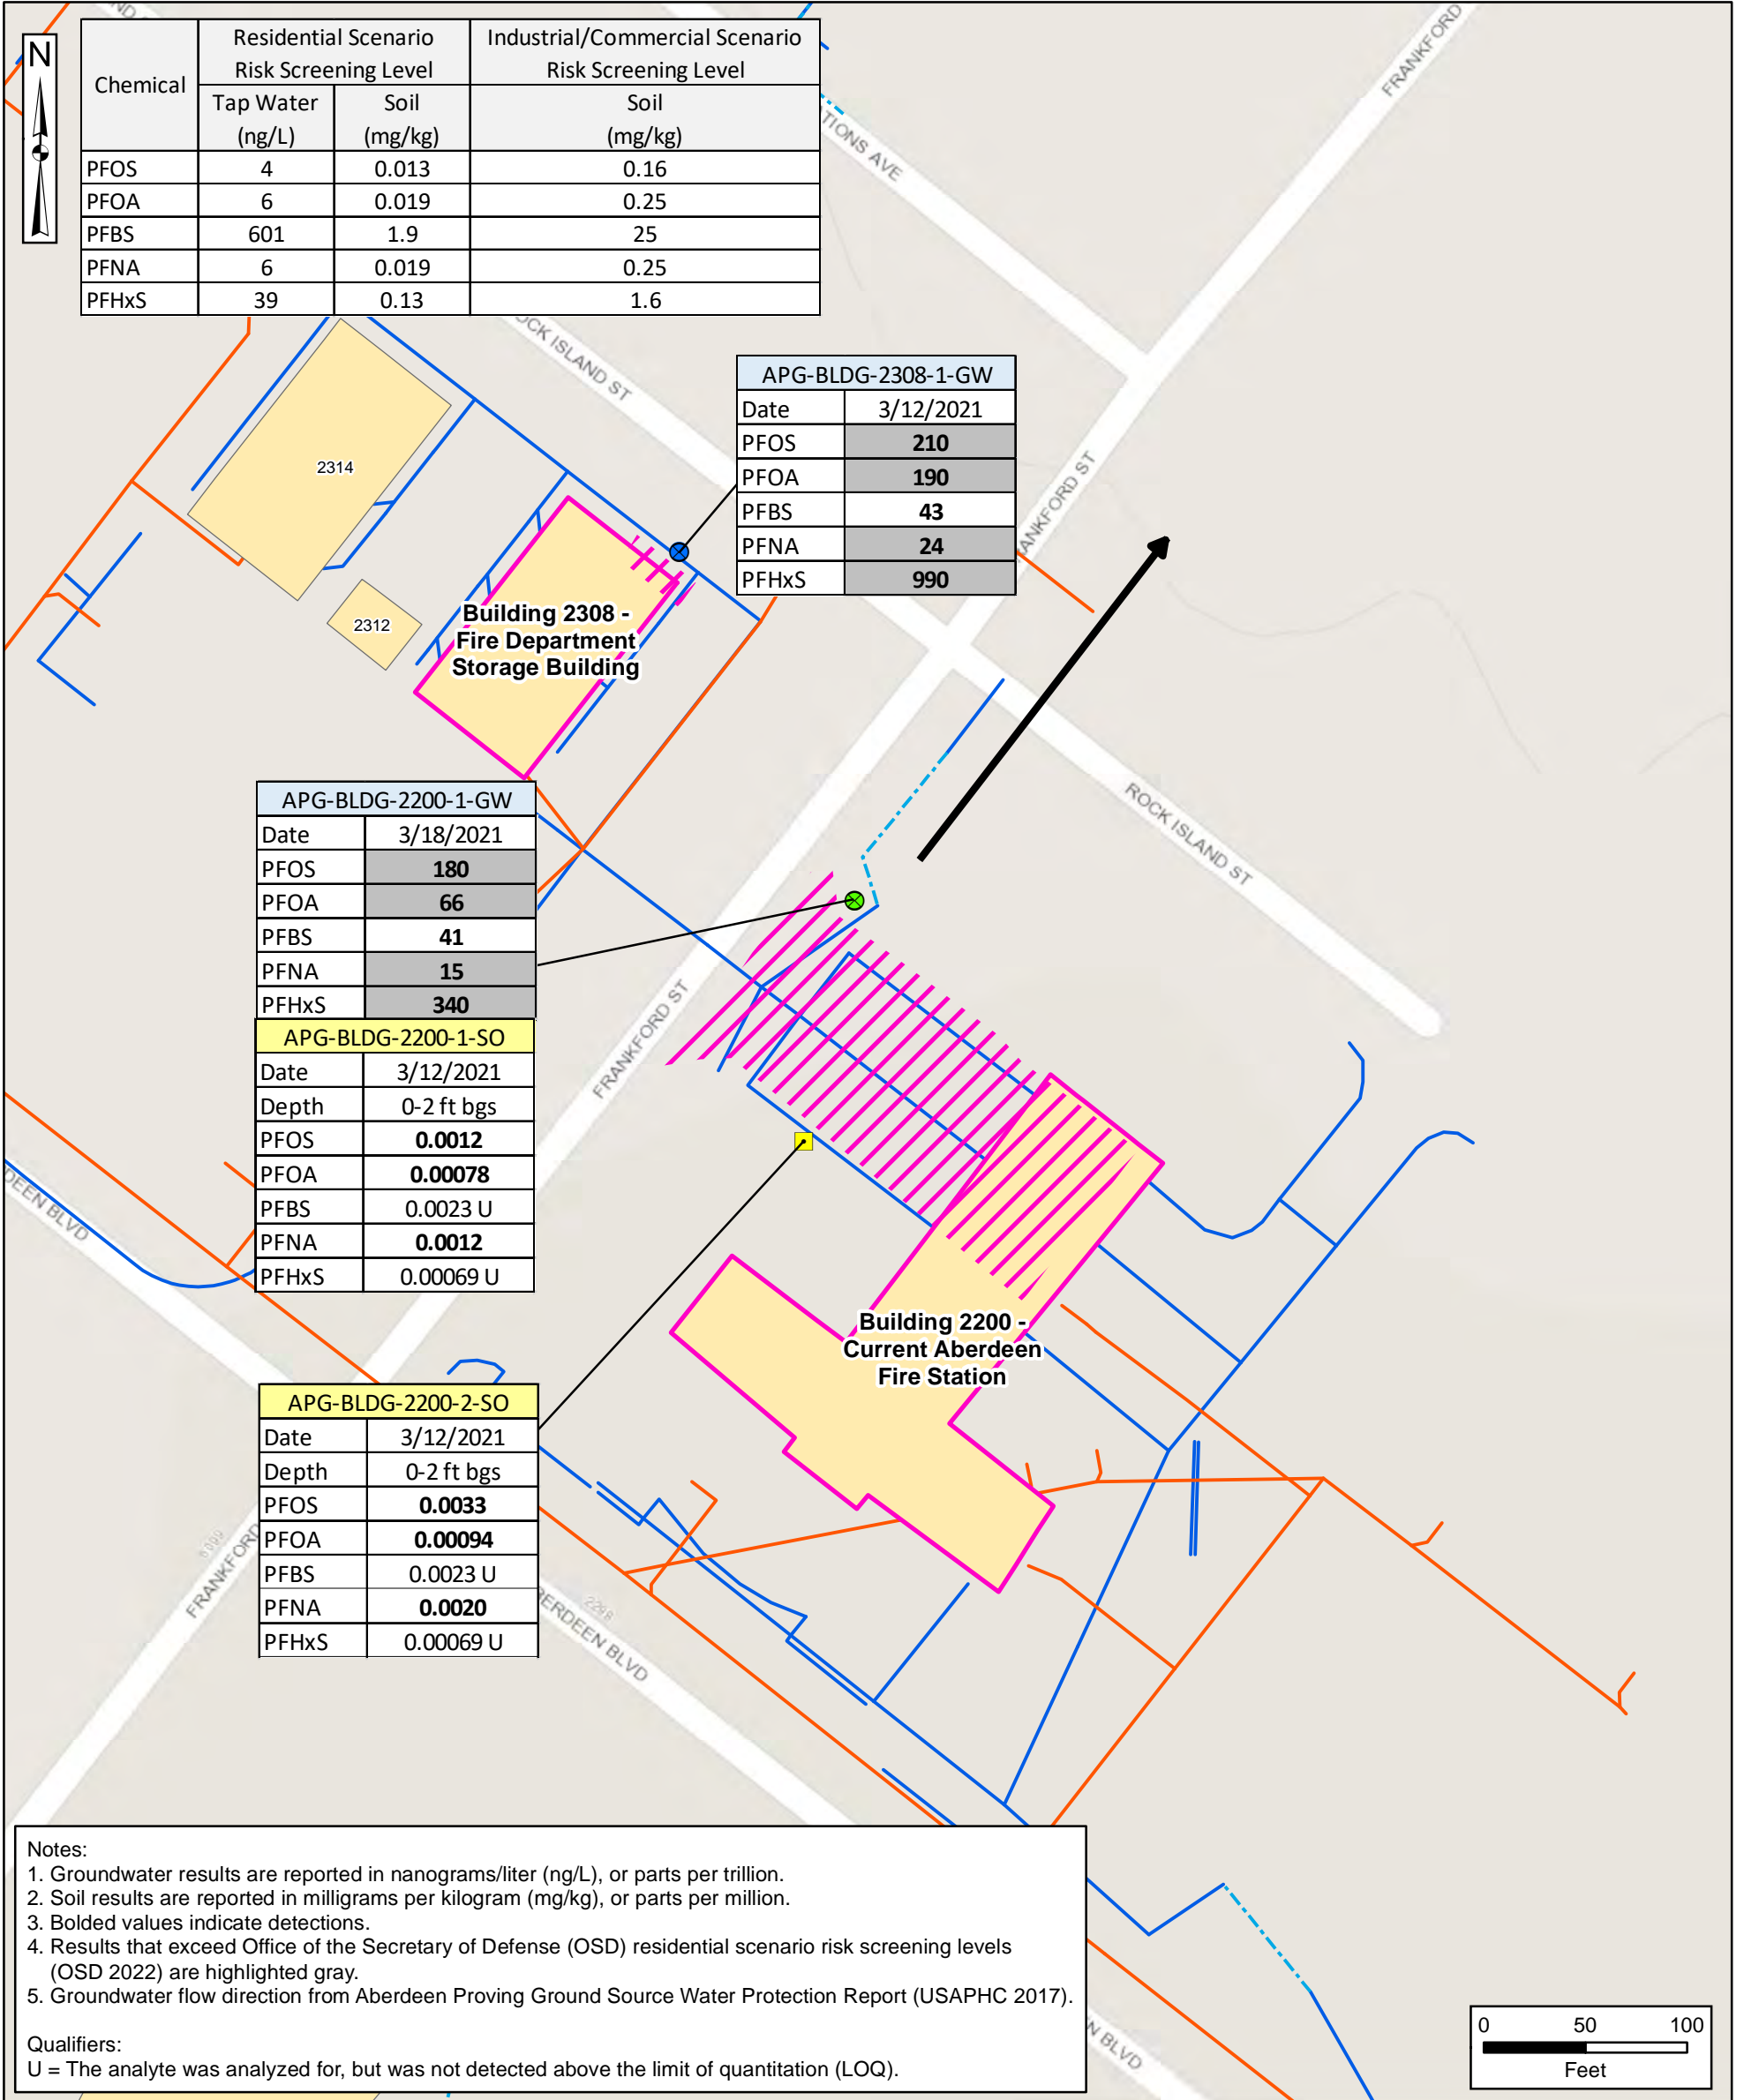 N
Chemical | Residential Scenario Risk Screening Level | Industrial/Commercial Scenario Risk Screening Level
Tap Water (ng/L) | Soil (mg/kg) | Soil (mg/kg)
PFOS | 4 | 0.013 | 0.16
PFOA | 6 | 0.019 | 0.25
PFBS | 601 | 1.9 | 25
PFNA | 6 | 0.019 | 0.25
PFHxS | 39 | 0.13 | 1.6
FRANKFORD
TIONS AVE
OCK ISLAND ST
APG-BLDG-2308-1-GW
Date 3/12/2021
PFOS 210
PFOA 190
PFBS 43
PFNA 24
PFHxS 990
ANKFORD ST
2314
2312
Building 2308 -
Fire Department
Storage Building
ROCK ISLAND ST
APG-BLDG-2200-1-GW
Date 3/18/2021
PFOS 180
PFOA 66
PFBS 41
PFNA 15
PFHxS 340
APG-BLDG-2200-1-SO
Date 3/12/2021
Depth 0-2 ft bgs
PFOS 0.0012
PFOA 0.00078
PFBS 0.0023 U
PFNA 0.0012
PFHxS 0.00069 U
FRANKFORD ST
DEEN BLVD
Building 2200 -
Current Aberdeen
Fire Station
APG-BLDG-2200-2-SO
Date 3/12/2021
Depth 0-2 ft bgs
PFOS 0.0033
PFOA 0.00094
PFBS 0.0023 U
PFNA 0.0020
PFHxS 0.00069 U
FRANKFORD
2298
ERDEEN BLVD
Notes:
1. Groundwater results are reported in nanograms/liter (ng/L), or parts per trillion.
2. Soil results are reported in milligrams per kilogram (mg/kg), or parts per million.
3. Bolded values indicate detections.
4. Results that exceed Office of the Secretary of Defense (OSD) residential scenario risk screening levels
(OSD 2022) are highlighted gray.
5. Groundwater flow direction from Aberdeen Proving Ground Source Water Protection Report (USAPHC 2017).
Qualifiers:
U = The analyte was analyzed for, but was not detected above the limit of quantitation (LOQ).
N BLVD
0 50 100
Feet